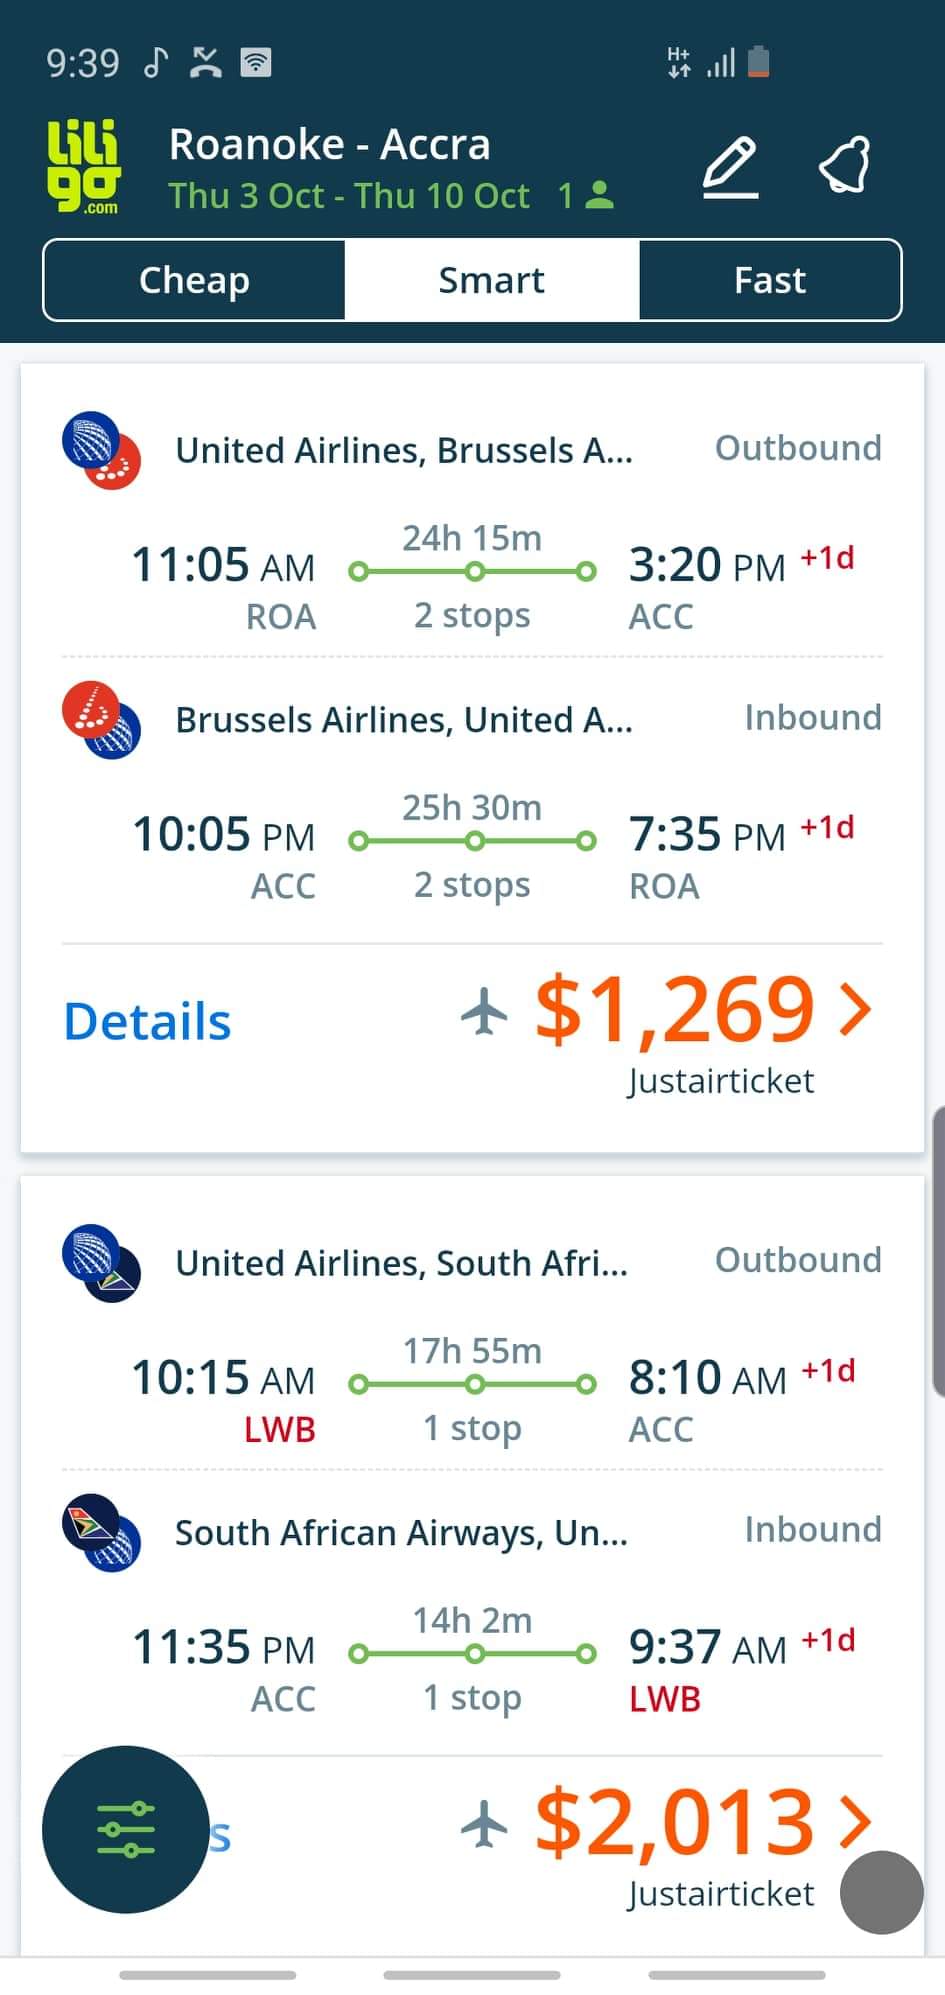 9:39
H+
LiLi
go
.com
Roanoke - Accra
Thu 3 Oct - Thu 10 Oct 1
Cheap
Smart
Fast
United Airlines, Brussels A...
Outbound
24h 15m
11:05 AM
3:20 PM +1d
ROA
2 stops
ACC
Brussels Airlines, United A...
Inbound
25h 30m
10:05 PM
7:35 PM +1d
ACC
2 stops
ROA
Details
$1,269
Justairticket
United Airlines, South Afri...
Outbound
17h 55m
10:15 AM
8:10 AM +1d
LWB
1 stop
ACC
South African Airways, Un...
Inbound
14h 2m
11:35 PM
9:37 AM +1d
ACC
1 stop
LWB
s
$2,013
Justairticket